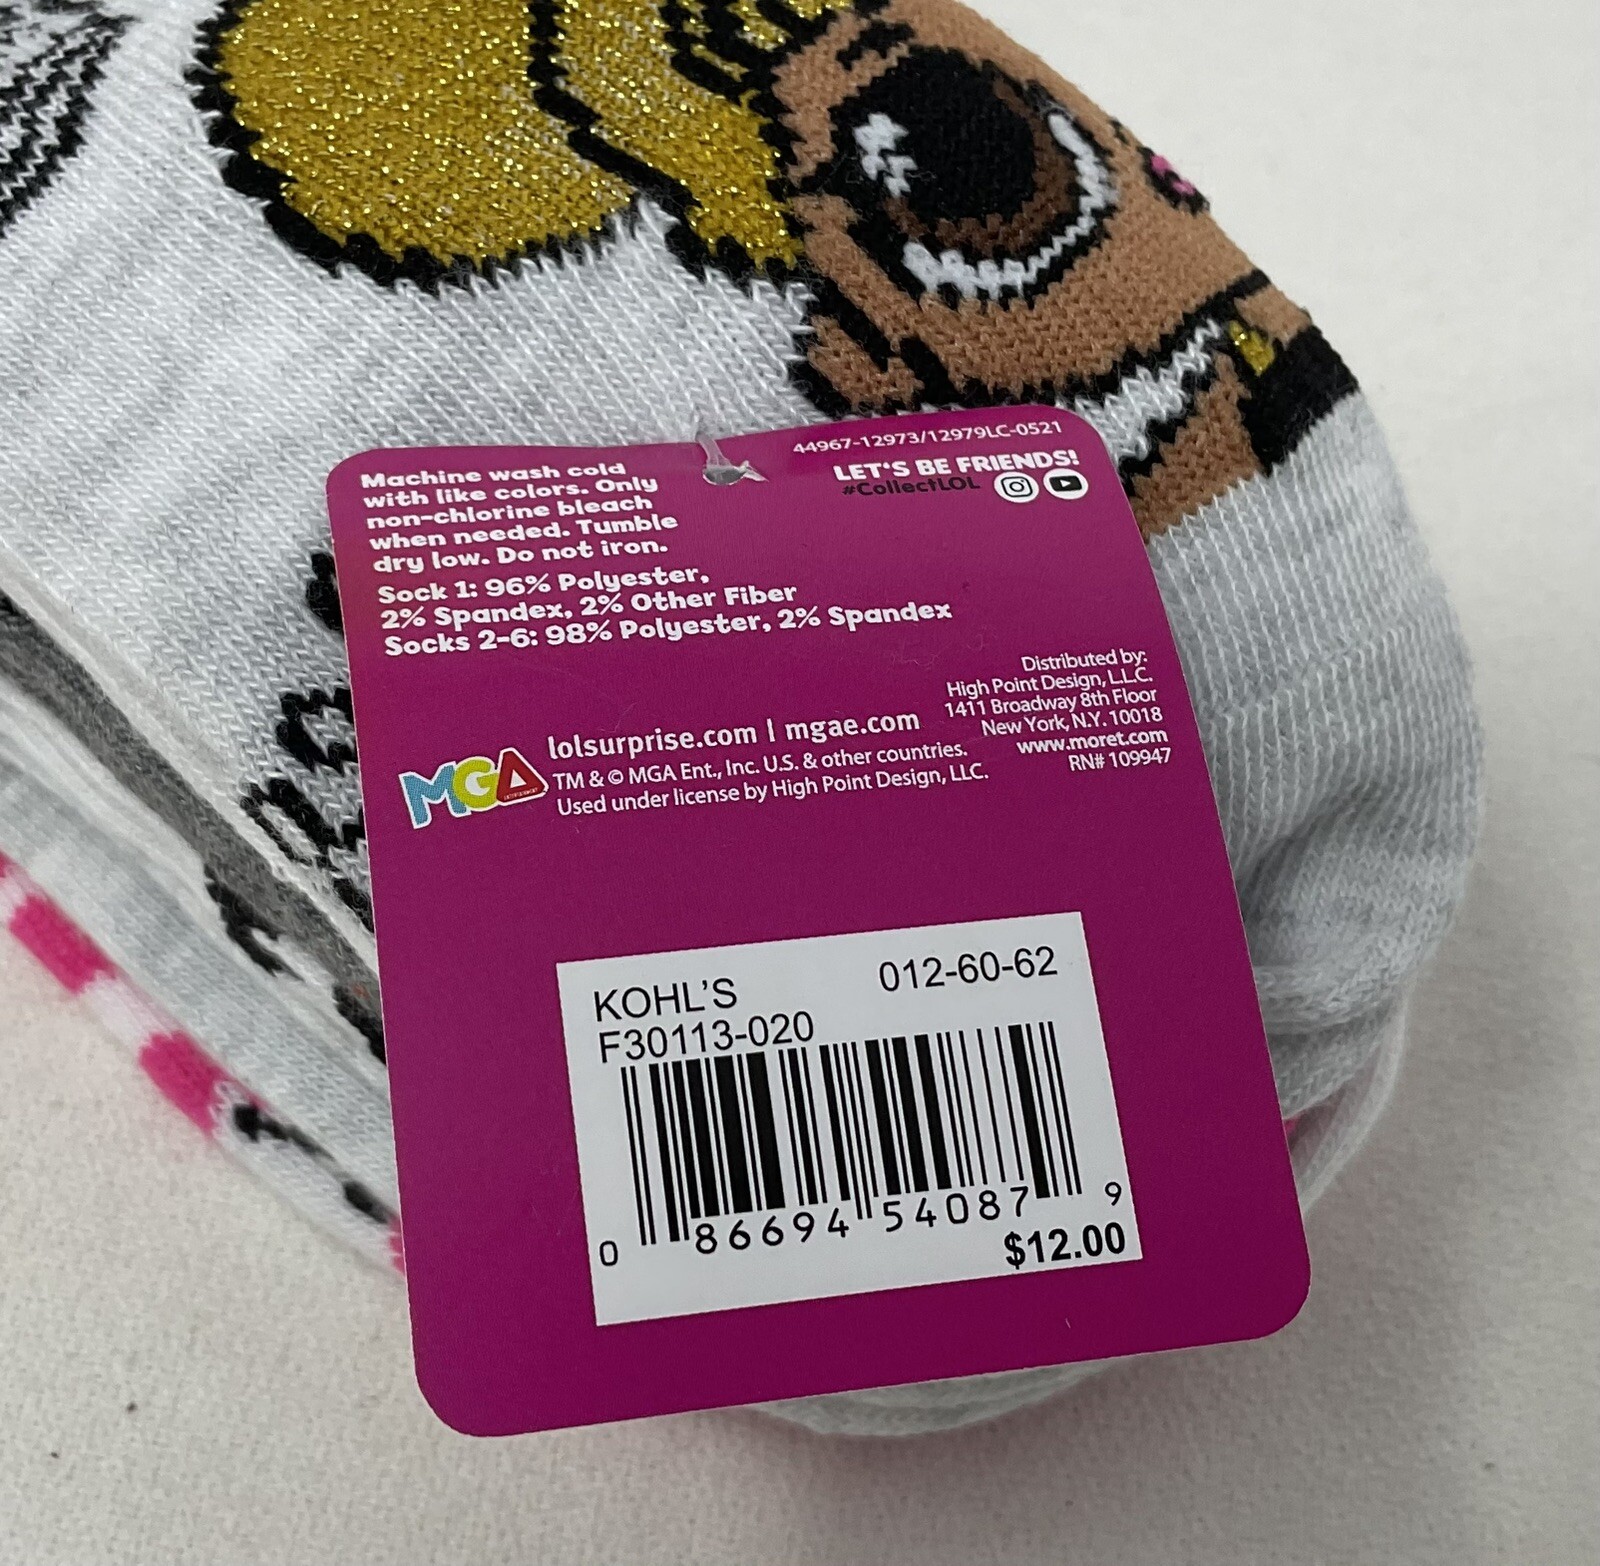 44967-12973/12979LC-0521
Machine wash cold
with like colors. Only
non-chlorine bleach
when needed. Tumble
dry low. Do not iron.
LET'S BE FRIENDS!
#CollectLOL
Sock 1: 96% Polyester,
2% Spandex, 2% Other Fiber
Socks 2-6: 98% Polyester, 2% Spandex
Distributed by:
High Point Design, L.L.C.
1411 Broadway 8th Floor
New York, N.Y. 10018
www.moret.com
RN# 109947
MGA
lolsurprise.com | mgae.com
TM & © MGA Ent., Inc. U.S. & other countries.
Used under license by High Point Design, LLC.
KOHL'S 012-60-62
F30113-020
0 86694 54087 9
$12.00